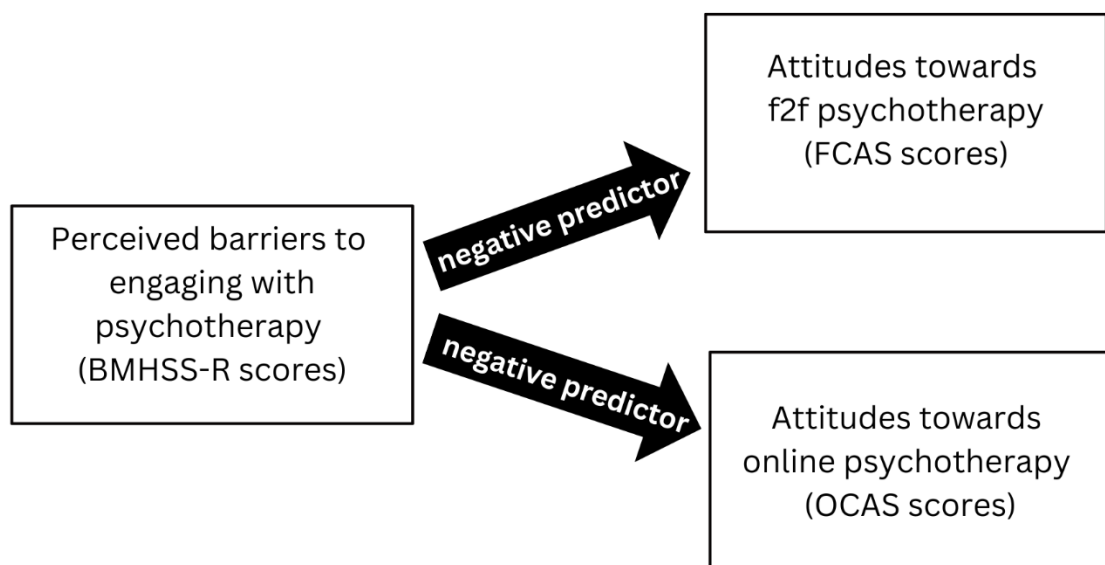 Perceived barriers to
engaging with
psychotherapy
(BMHSS-R scores)
negative predictor
negative predictor
Attitudes towards
f2f psychotherapy
(FCAS scores)
Attitudes towards
online psychotherapy
(OCAS scores)